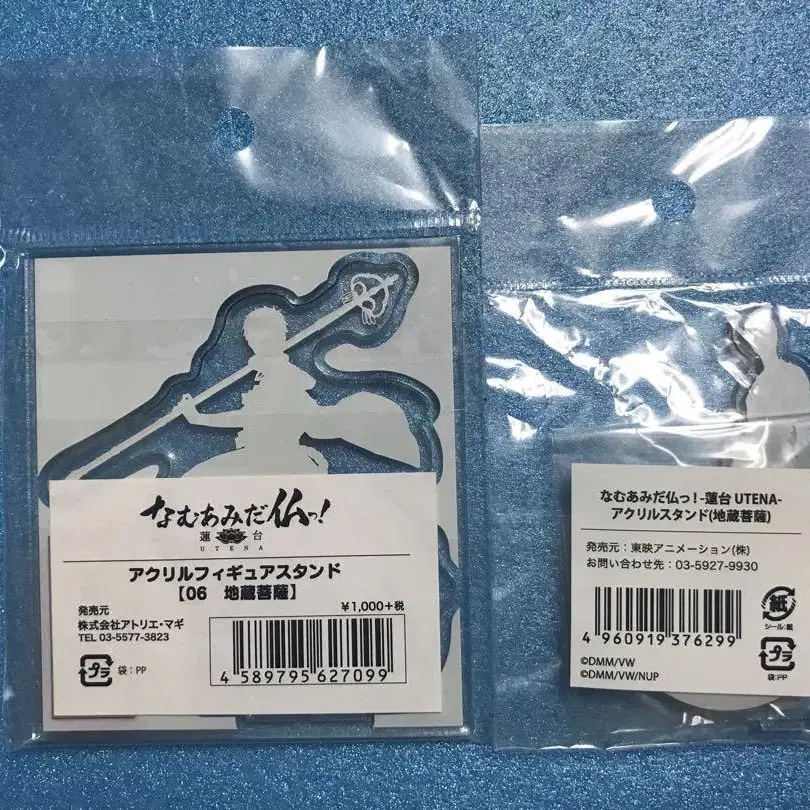 なむあみだ仏っ!
蓮 台
UTENA
アクリルフィギュアスタンド
【06 地蔵菩薩】
¥1,000+税
発売元
株式会社アトリエ・マギ
TEL 03-5577-3823
プラ
袋:PP
4 589795 627099
なむあみだ仏っ!-蓮台 UTENA-
アクリルスタンド(地蔵菩薩)
発売元:東映アニメーション(株)
お問い合わせ先:03-5927-9930
4 960919 376299
紙
シール:紙
プラ
袋:PP
©DMM/VW
©DMM/VW/NUP